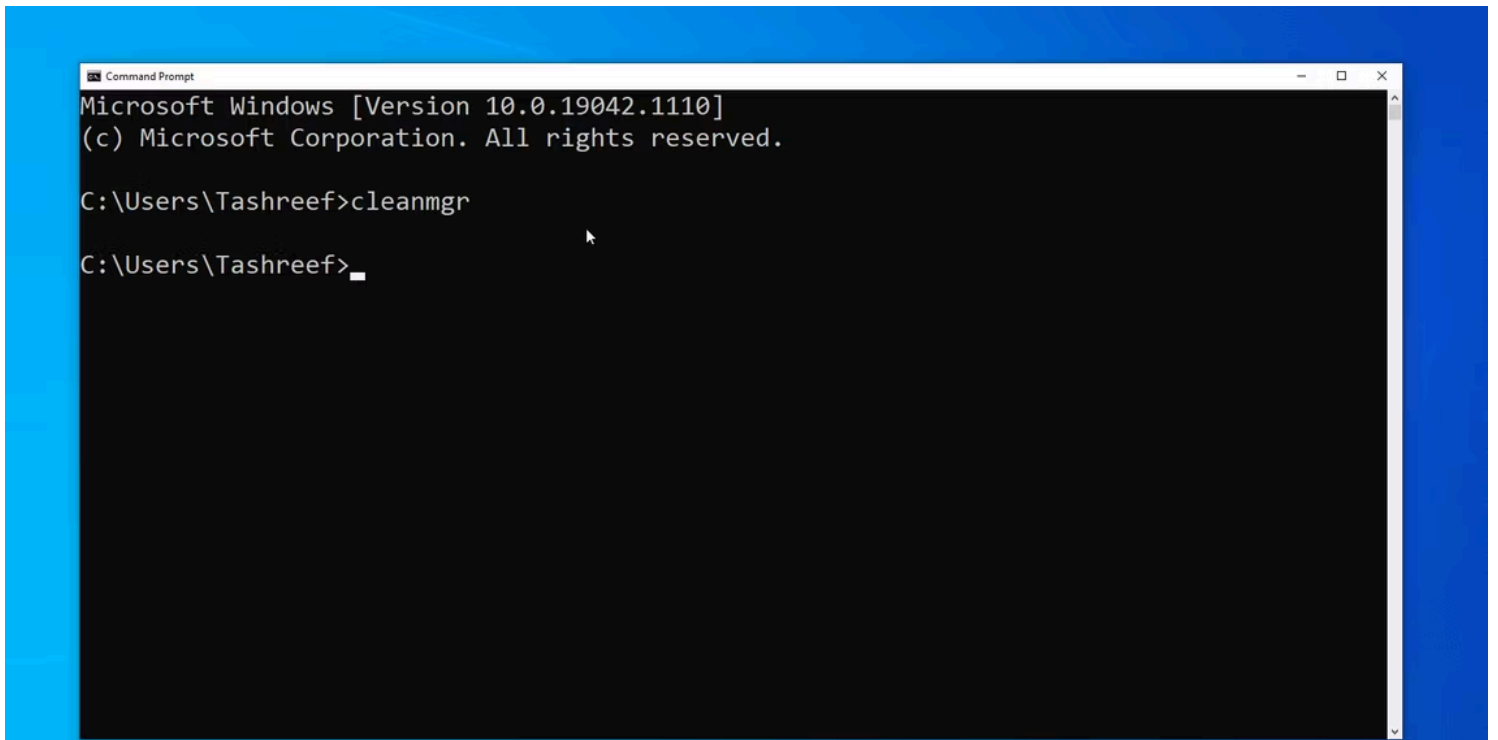 Command Prompt
Microsoft Windows [Version 10.0.19042.1110]
(c) Microsoft Corporation. All rights reserved.
C:\Users\Tashreef>cleanmgr
C:\Users\Tashreef>